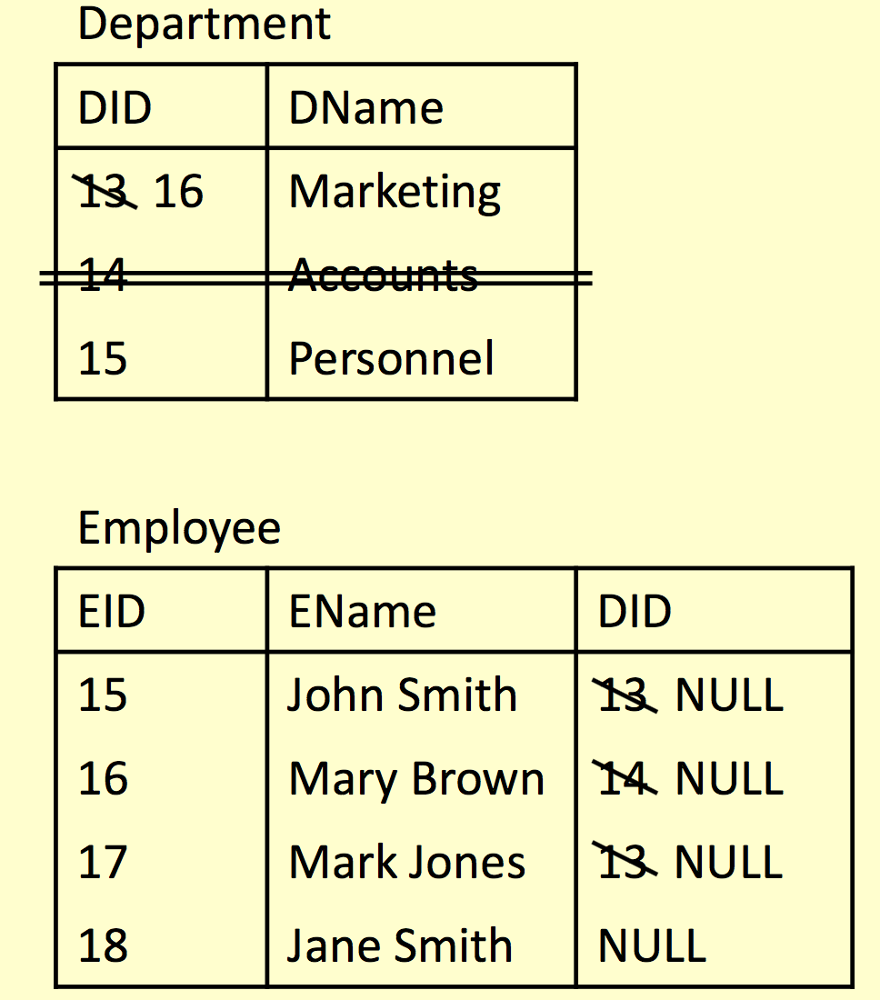 Department
DID DName
13 16 Marketing
14 Accounts
15 Personnel
Employee
EID EName DID
15 John Smith 13 NULL
16 Mary Brown 14 NULL
17 Mark Jones 13 NULL
18 Jane Smith NULL